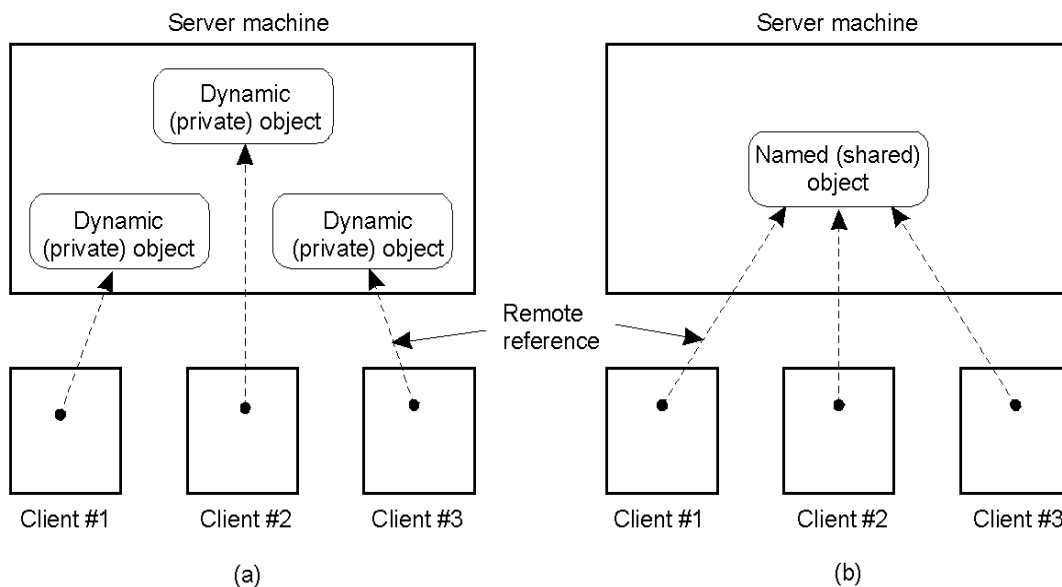 Server machine
Dynamic
(private) object
Dynamic
(private) object
Dynamic
(private) object
Client #1
Client #2
Client #3
(a)
Remote
reference
Server machine
Named (shared)
object
Client #1
Client #2
Client #3
(b)